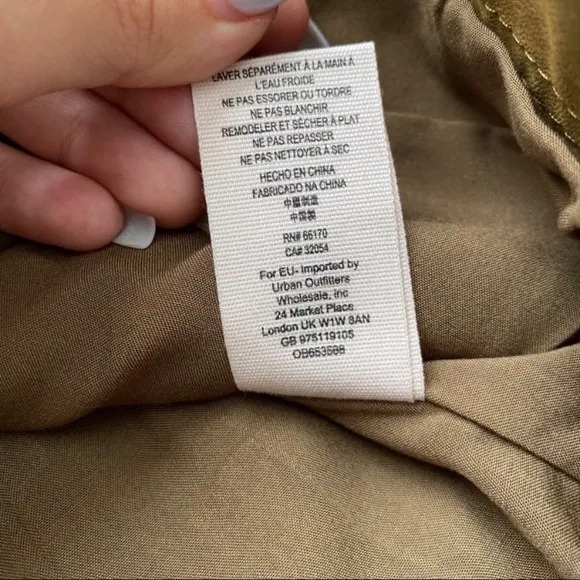 LAVER SÉPARÉMENT À LA MAIN À
L'EAU FROIDE
NE PAS ESSORER OU TORDRE
NE PAS BLANCHIR
REMODELER ET SÉCHER À PLAT
NE PAS REPASSER
NE PAS NETTOYER À SEC
HECHO EN CHINA
FABRICADO NA CHINA
中國制造
中国製
RN# 66170
CA# 32054
For EU- Imported by
Urban Outfitters
Wholesale, Inc
24 Market Place
London UK W1W 8AN
GB 975119105
OB653598